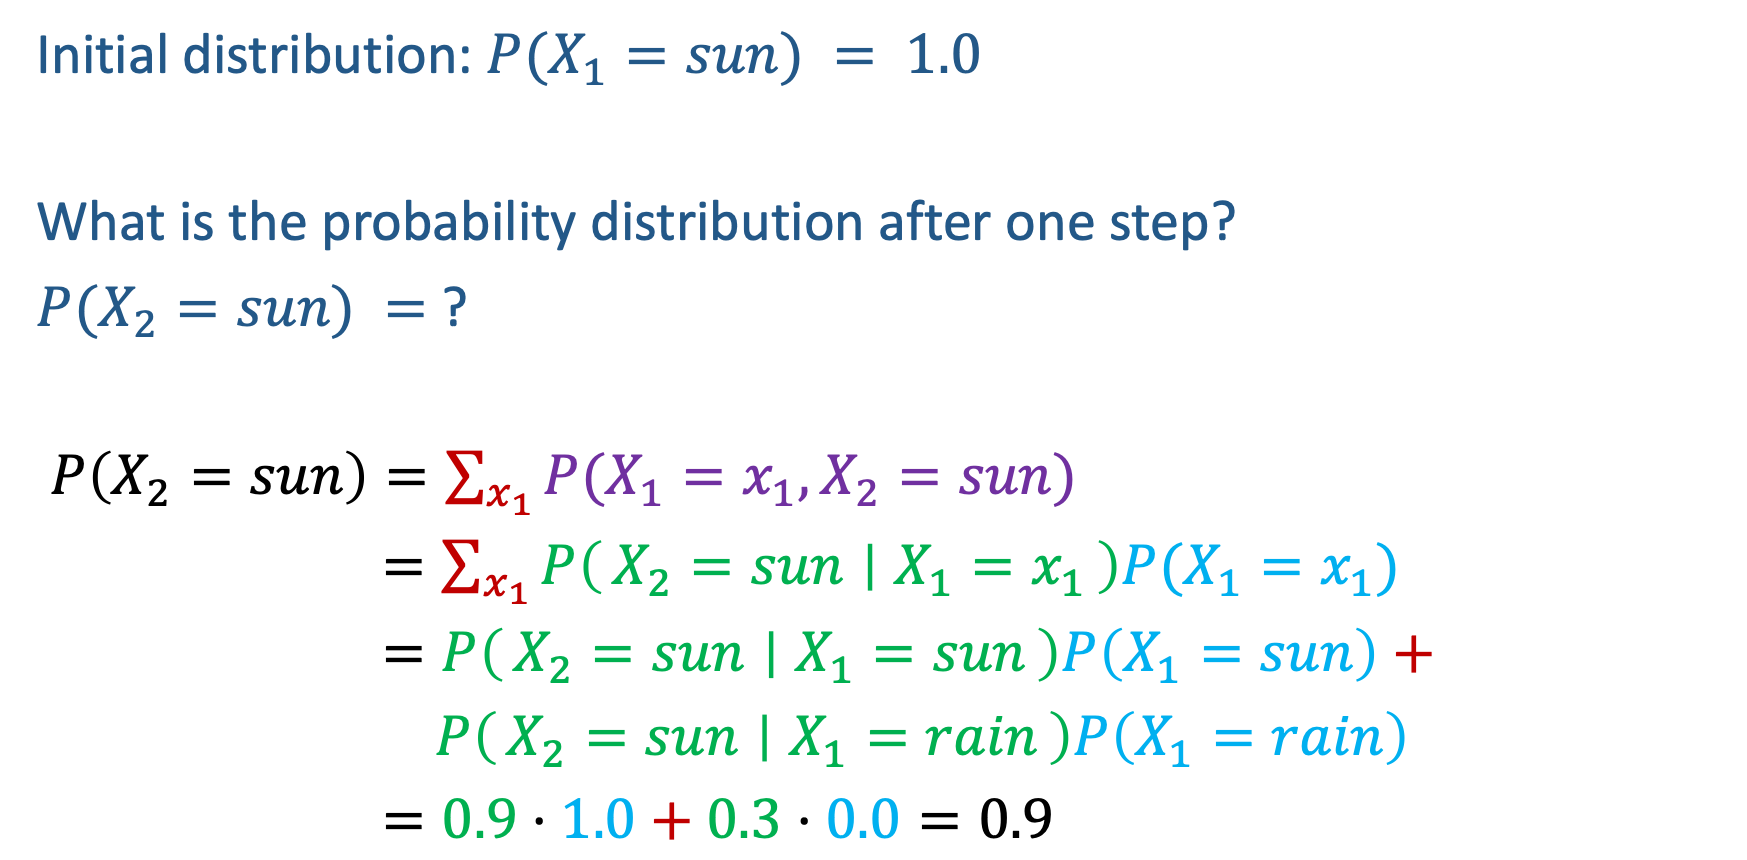 Initial distribution: P(X₁ = sun) = 1.0
What is the probability distribution after one step?
P(X₂ = sun) = ?
P(X₂ = sun) = ∑ₓ₁ P(X₁ = x₁, X₂ = sun)
= ∑ₓ₁ P( X₂ = sun | X₁ = x₁ )P(X₁ = x₁)
= P( X₂ = sun | X₁ = sun )P(X₁ = sun) +
P( X₂ = sun | X₁ = rain )P(X₁ = rain)
= 0.9 · 1.0 + 0.3 · 0.0 = 0.9